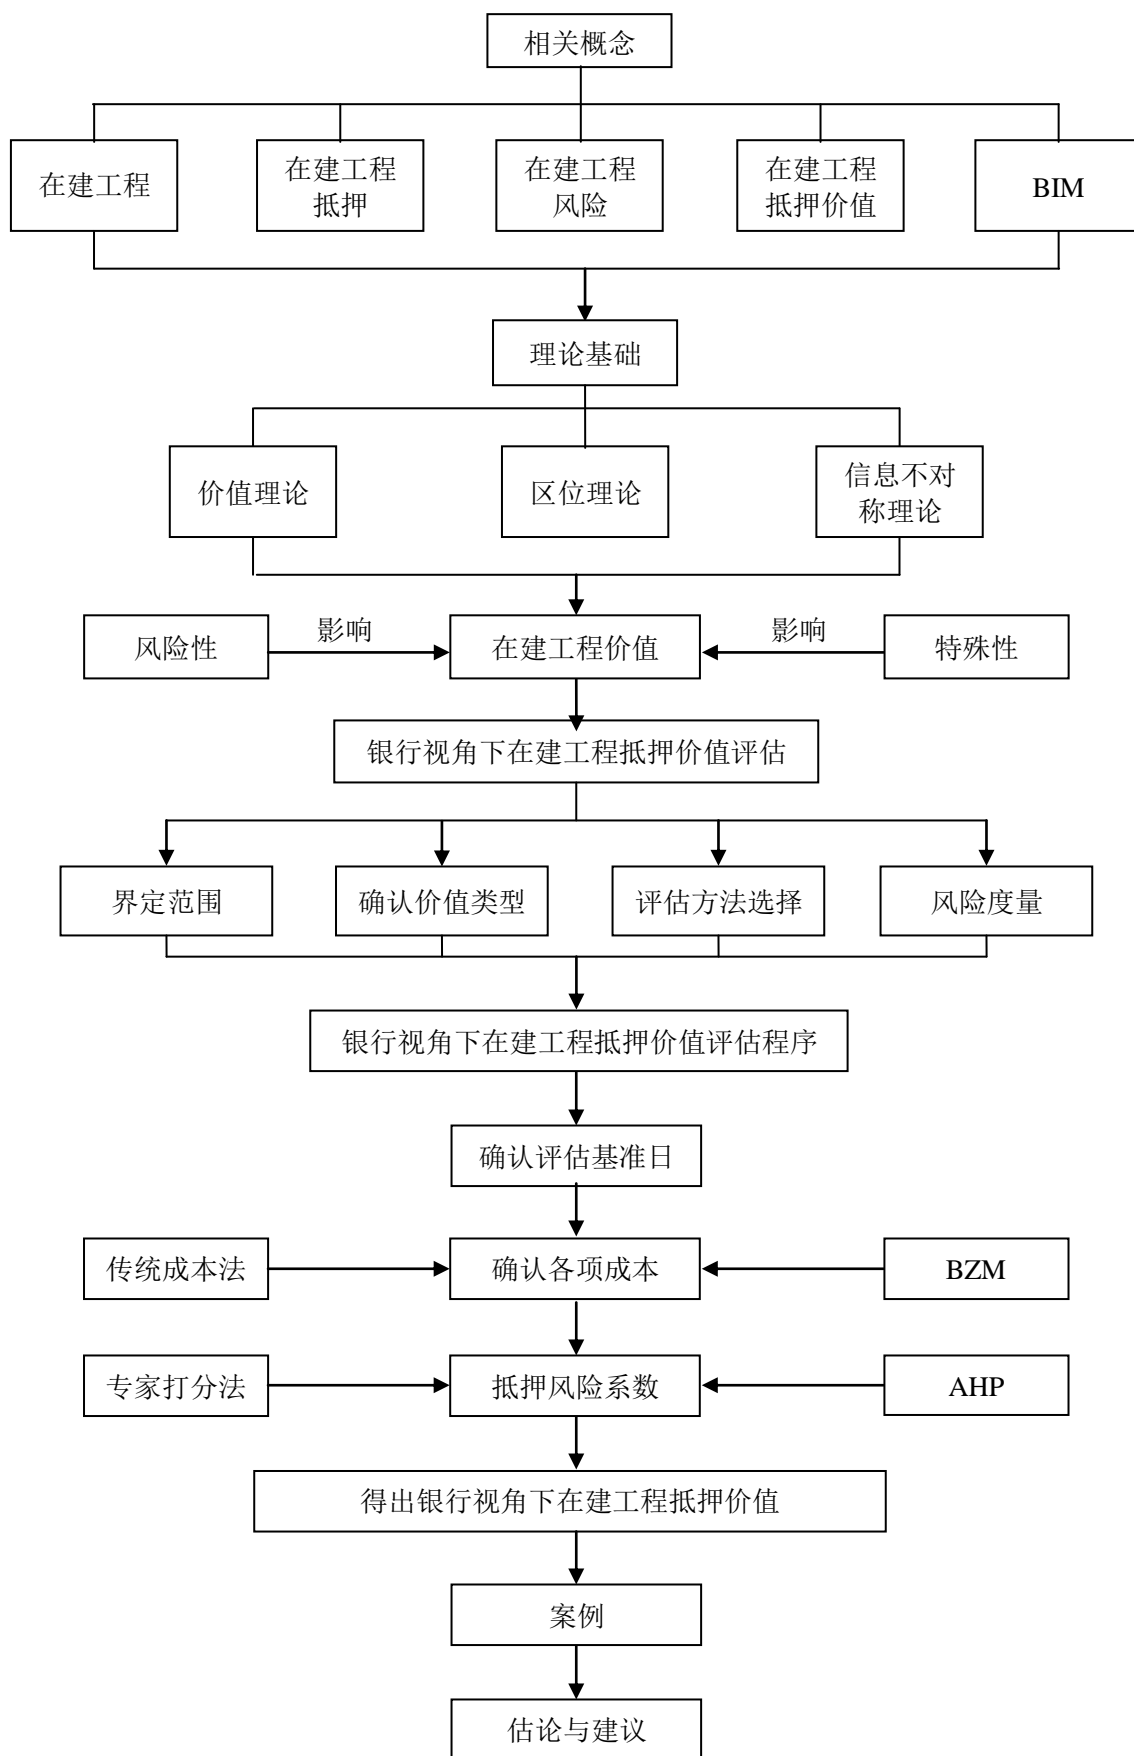 相关概念
在建工程
在建工程
抵押
在建工程
风险
在建工程
抵押价值
BIM
理论基础
价值理论
区位理论
信息不对
称理论
风险性
影响
在建工程价值
影响
特殊性
银行视角下在建工程抵押价值评估
界定范围
确认价值类型
评估方法选择
风险度量
银行视角下在建工程抵押价值评估程序
确认评估基准日
传统成本法
确认各项成本
BZM
专家打分法
抵押风险系数
AHP
得出银行视角下在建工程抵押价值
案例
估论与建议